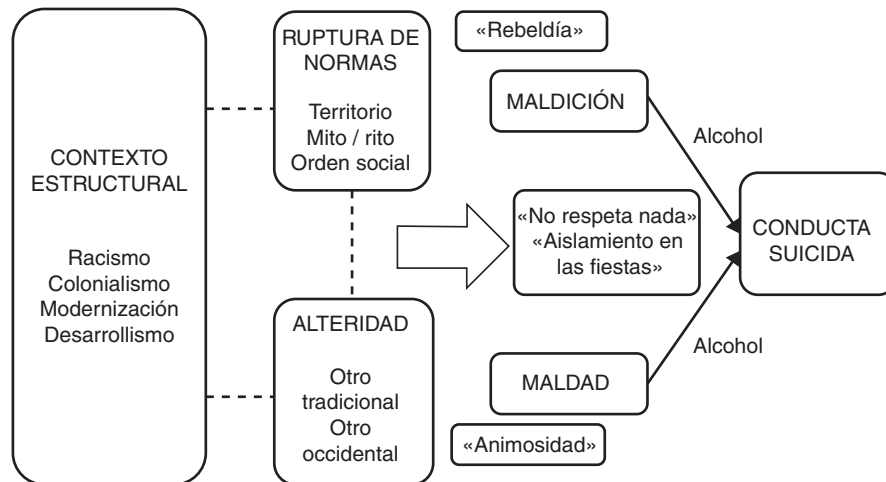 CONTEXTO
ESTRUCTURAL
Racismo
Colonialismo
Modernización
Desarrollismo
RUPTURA DE
NORMAS
Territorio
Mito / rito
Orden social
ALTERIDAD
Otro
tradicional
Otro
occidental
«Rebeldía»
MALDICIÓN
Alcohol
«No respeta nada»
«Aislamiento en
las fiestas»
CONDUCTA
SUICIDA
Alcohol
MALDAD
«Animosidad»